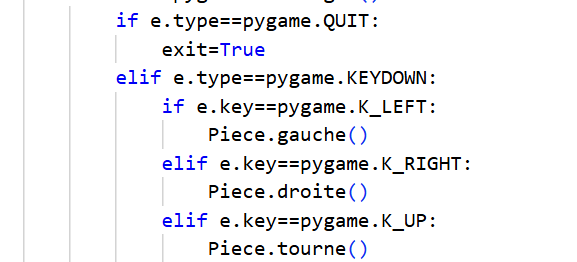 if e.type==pygame.QUIT:
exit=True
elif e.type==pygame.KEYDOWN:
if e.key==pygame.K_LEFT:
Piece.gauche()
elif e.key==pygame.K_RIGHT:
Piece.droite()
elif e.key==pygame.K_UP:
Piece.tourne()